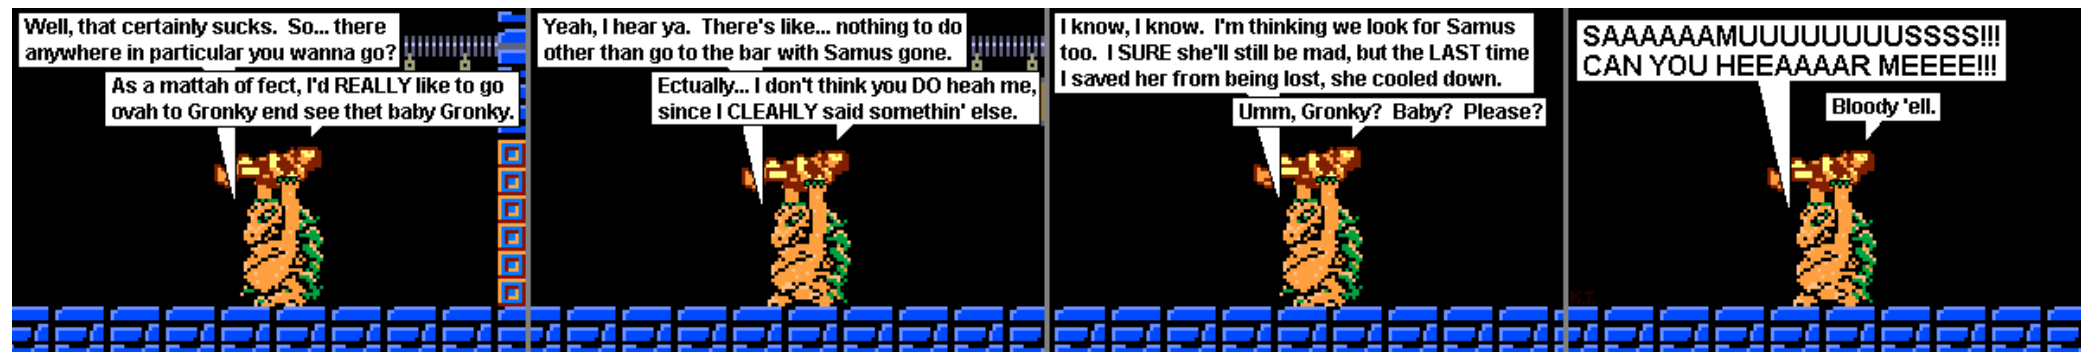 Well, that certainly sucks.  So... there
anywhere in particular you wanna go?
As a mattah of fect, I'd REALLY like to go
ovah to Gronky end see thet baby Gronky.
Yeah, I hear ya.  There's like... nothing to do
other than go to the bar with Samus gone.
Ectually... I don't think you DO heah me,
since I CLEAHLY said somethin' else.
I know, I know.  I'm thinking we look for Samus
too.  I SURE she'll still be mad, but the LAST time
I saved her from being lost, she cooled down.
Umm, Gronky?  Baby?  Please?
SAAAAAAMUUUUUUUUSSSS!!!
CAN YOU HEEAAAAR MEEEE!!!
Bloody 'ell.